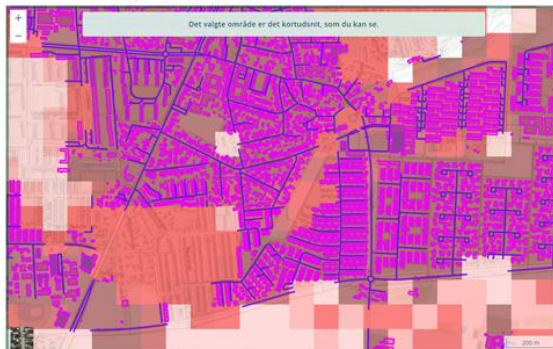 +
Det valgte område er det kortudsnit, som du kan se.
−
200 m